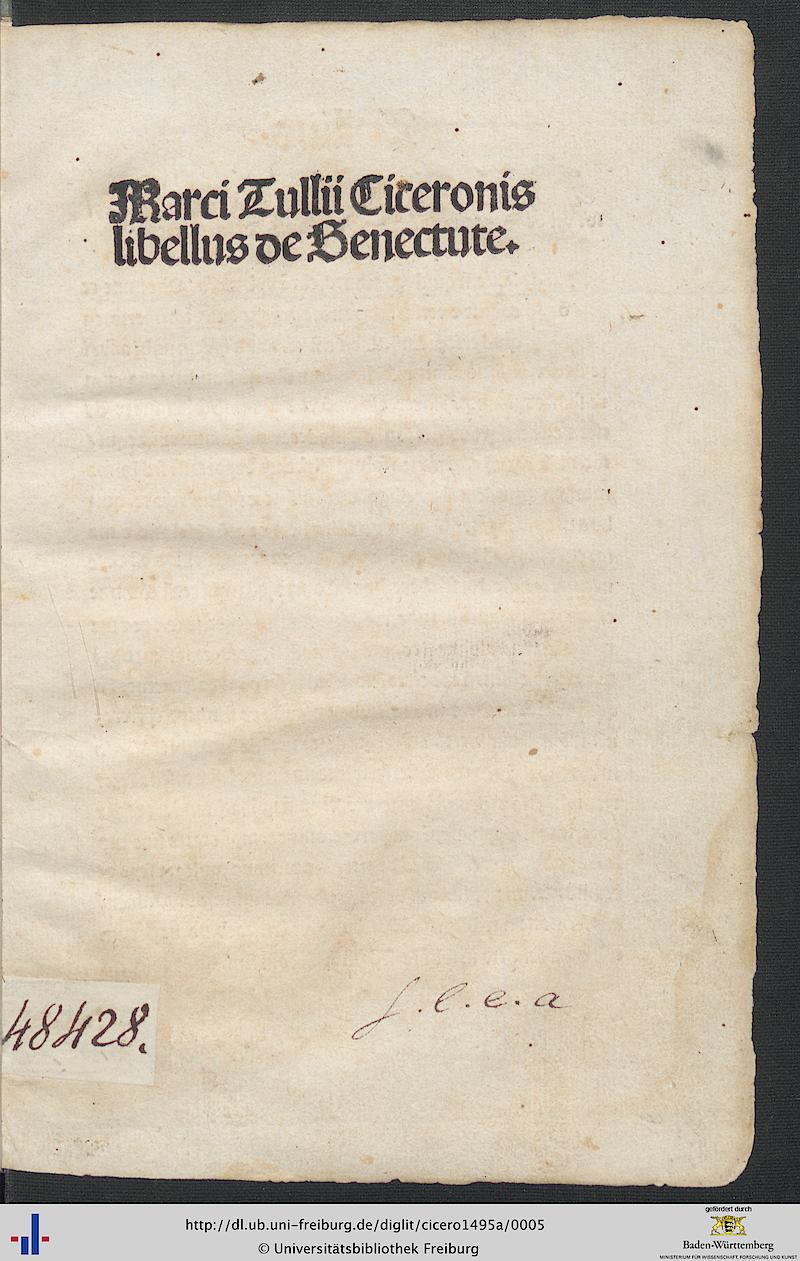 Marci Tullii Ciceronis
libellus de Senectute.
s. l. e. a
48428.
http://dl.ub.uni-freiburg.de/diglit/cicero1495a/0005
© Universitätsbibliothek Freiburg
gefördert durch
Baden-Württemberg
MINISTERIUM FÜR WISSENSCHAFT, FORSCHUNG UND KUNST